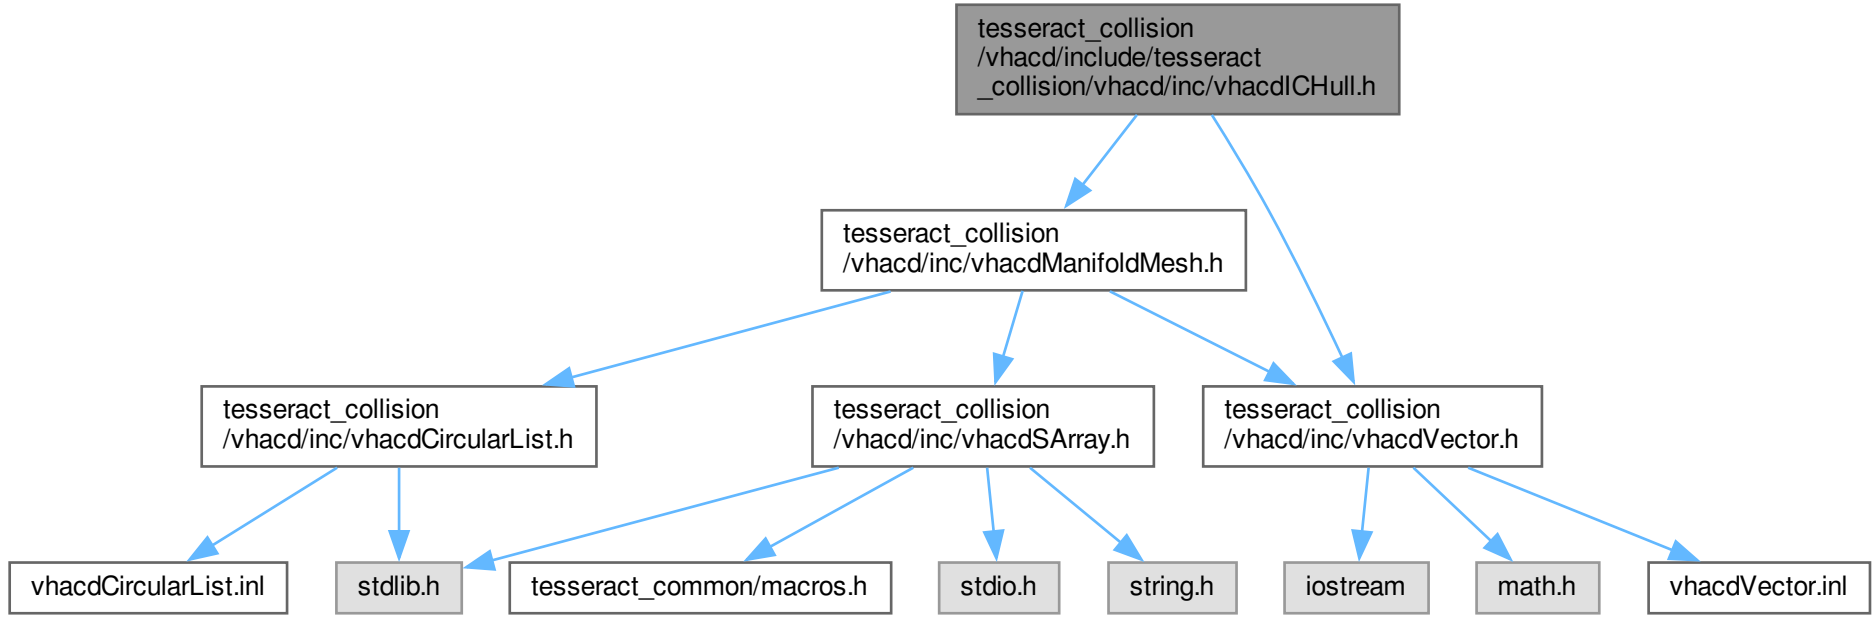 tesseract_collision
/vhacd/include/tesseract
_collision/vhacd/inc/vhacdICHull.h
tesseract_collision
/vhacd/inc/vhacdManifoldMesh.h
tesseract_collision
/vhacd/inc/vhacdCircularList.h
tesseract_collision
/vhacd/inc/vhacdSArray.h
tesseract_collision
/vhacd/inc/vhacdVector.h
vhacdCircularList.inl
stdlib.h
tesseract_common/macros.h
stdio.h
string.h
iostream
math.h
vhacdVector.inl